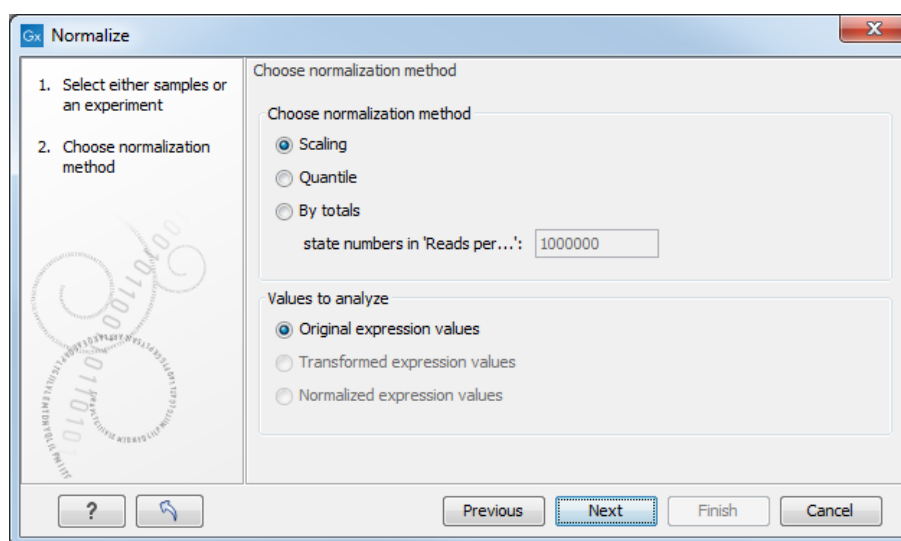 Gx Normalize
X
1. Select either samples or
an experiment
2. Choose normalization
method
Choose normalization method
Choose normalization method
Scaling
Quantile
By totals
state numbers in 'Reads per...': 1000000
Values to analyze
Original expression values
Transformed expression values
Normalized expression values
?
Previous
Next
Finish
Cancel